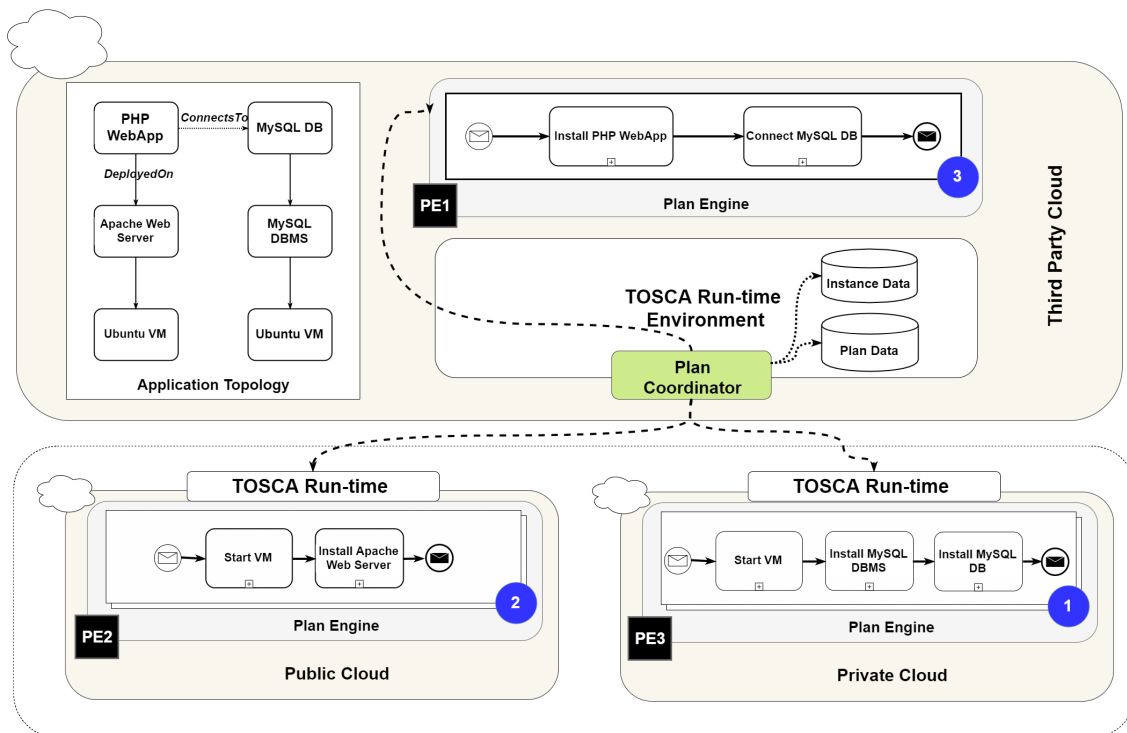 PHP
WebApp
ConnectsTo
MySQL DB
DeployedOn
Apache Web
Server
MySQL
DBMS
Ubuntu VM
Ubuntu VM
Application Topology
Install PHP WebApp
Connect MySQL DB
3
PE1
Plan Engine
Third Party Cloud
TOSCA Run-time
Environment
Instance Data
Plan Data
Plan
Coordinator
TOSCA Run-time
Start VM
Install Apache
Web Server
2
Plan Engine
PE2
Public Cloud
TOSCA Run-time
Start VM
Install MySQL
DBMS
Install MySQL
DB
1
Plan Engine
PE3
Private Cloud